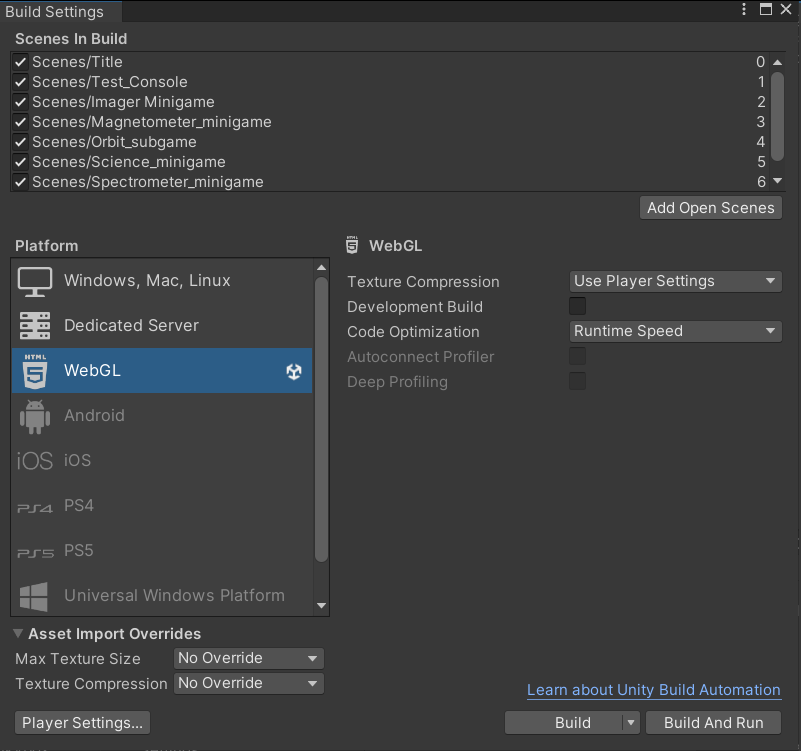 Build Settings
Scenes In Build
Scenes/Title 0
Scenes/Test_Console 1
Scenes/Imager Minigame 2
Scenes/Magnetometer_minigame 3
Scenes/Orbit_subgame 4
Scenes/Science_minigame 5
Scenes/Spectrometer_minigame 6
Add Open Scenes
Platform
Windows, Mac, Linux
Dedicated Server
HTML
5
WebGL
Android
iOS iOS
PS4 PS4
PS5 PS5
Universal Windows Platform
HTML
5
WebGL
Texture Compression Use Player Settings
Development Build
Code Optimization Runtime Speed
Autoconnect Profiler
Deep Profiling
Asset Import Overrides
Max Texture Size No Override
Texture Compression No Override
Learn about Unity Build Automation
Player Settings...
Build
Build And Run